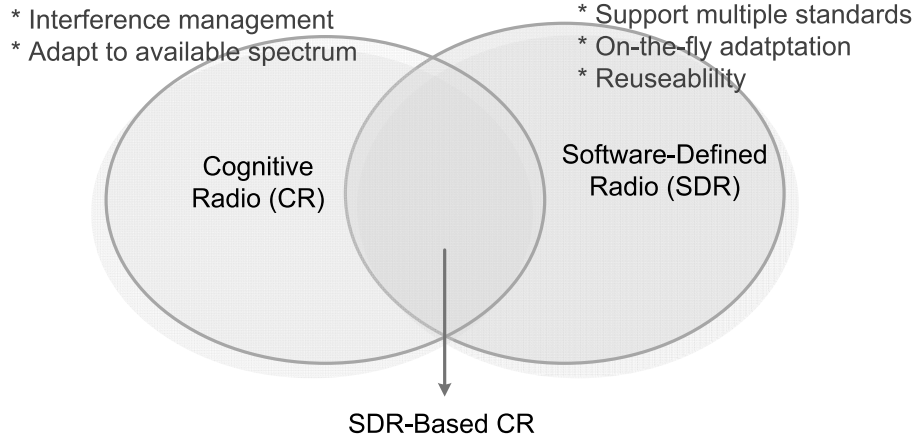 * Interference management
* Adapt to available spectrum
* Support multiple standards
* On-the-fly adatptation
* Reuseablility
Cognitive
Radio (CR)
Software-Defined
Radio (SDR)
SDR-Based CR